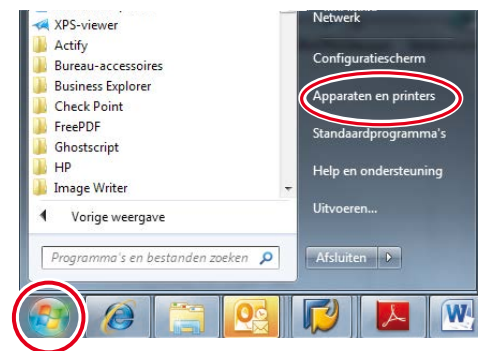 XPS-viewer
Actify
Bureau-accessoires
Business Explorer
Check Point
FreePDF
Ghostscript
HP
Image Writer
Vorige weergave
Programma's en bestanden zoeken
Netwerk
Configuratiescherm
Apparaten en printers
Standaardprogramma's
Help en ondersteuning
Uitvoeren...
Afsluiten